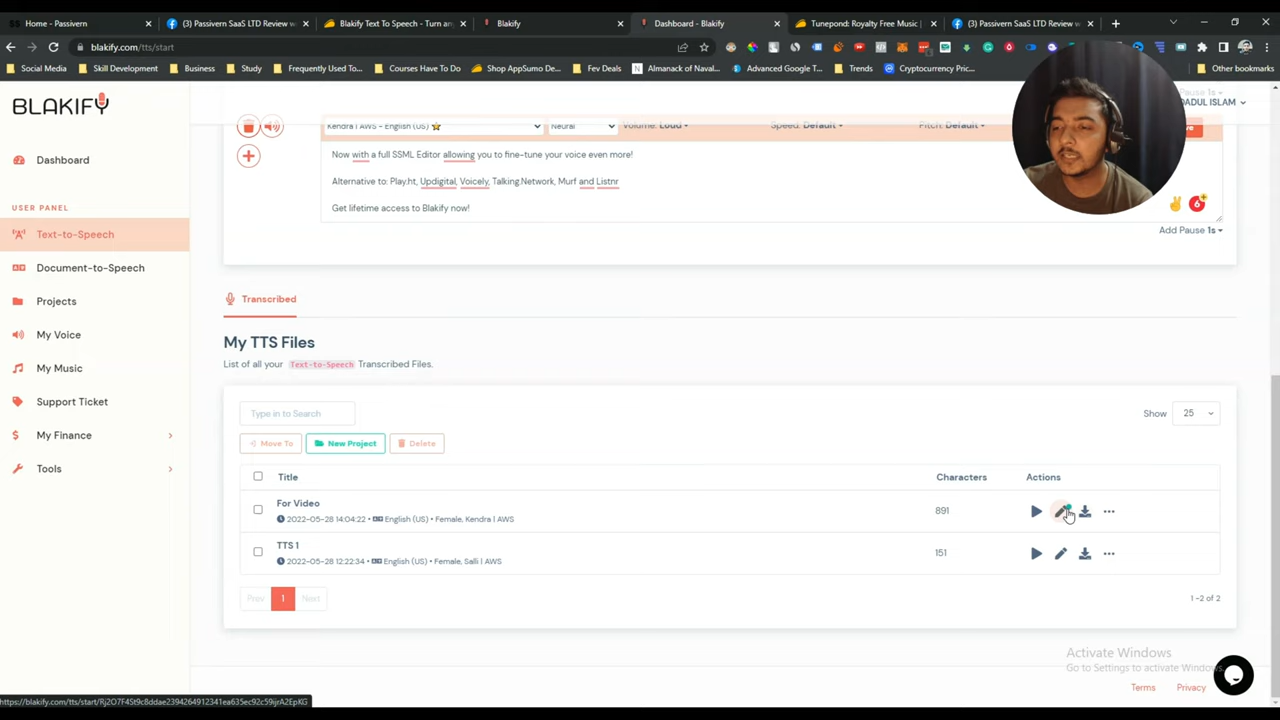 Home - Passivern
(3) Passivern SaaS LTD Review w
Blakify Text To Speech - Turn an
Blakify
Dashboard - Blakify
Tunepond: Royalty Free Music |
(3) Passivern SaaS LTD Review w
blakify.com/tts/start
Social Media
Skill Development
Business
Study
Frequently Used To...
Courses Have To Do
Shop AppSumo De...
Fev Deals
Almanack of Naval...
Advanced Google T...
Trends
Cryptocurrency Pric...
Other bookmarks
BLAKIFY
Pause 1s
DADUL ISLAM
Dashboard
USER PANEL
Text-to-Speech
Document-to-Speech
Projects
My Voice
My Music
Support Ticket
My Finance
Tools
Kendra | AWS - English (US)
Neural
Volume: Loud
Speed: Default
Pitch: Default
Now with a full SSML Editor allowing you to fine-tune your voice even more!
Alternative to: Play.ht, Updigital, Voicely, Talking.Network, Murf and Listnr
Get lifetime access to Blakify now!
6
Add Pause 1s
Transcribed
My TTS Files
List of all your Text-to-Speech Transcribed Files.
Type in to Search
Show 25
Move To
New Project
Delete
Title
Characters
Actions
For Video
2022-05-28 14:04:22 • English (US) • Female, Kendra | AWS
891
TTS 1
2022-05-28 12:22:34 • English (US) • Female, Salli | AWS
151
Prev 1 Next
1 -2 of 2
Activate Windows
Go to Settings to activate Windows.
Terms
Privacy